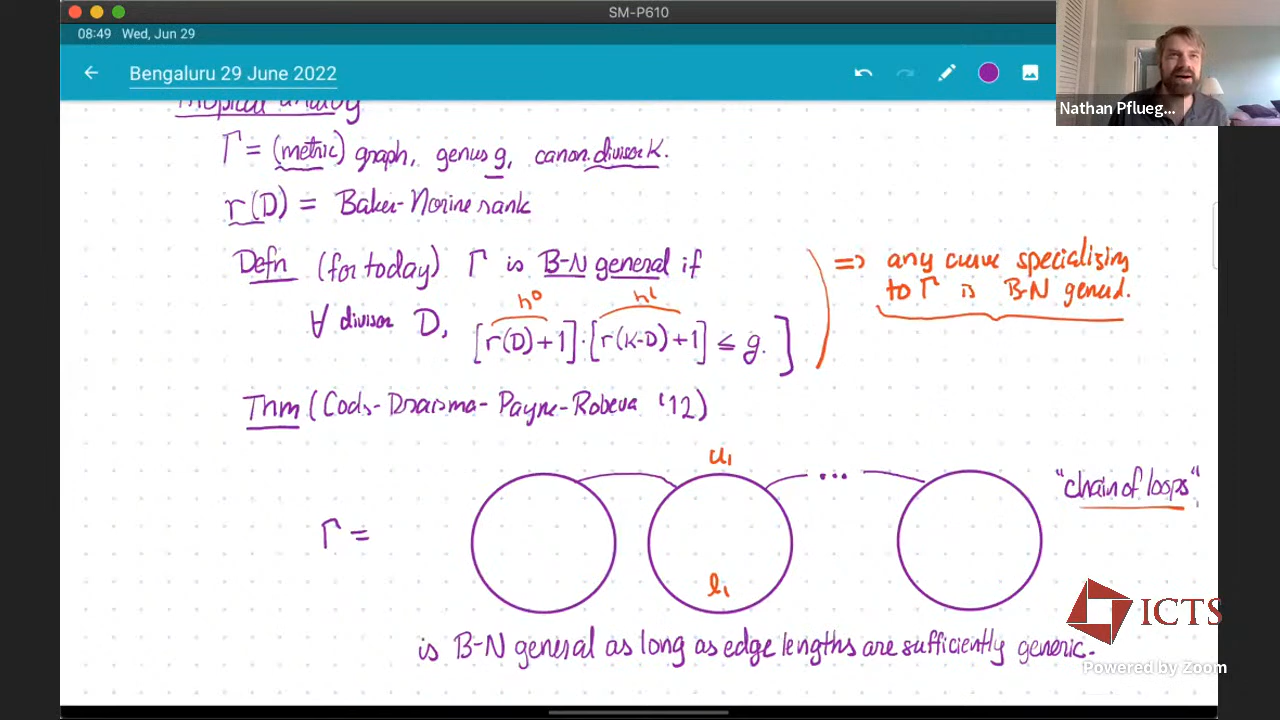 SM-P610
08:49 Wed, Jun 29
Bengaluru 29 June 2022
Nathan Pflueg...
Tropical analog
Γ = (metric) graph, genus g, canon. divisor K.
r(D) = Baker-Norine rank
Defn (for today) Γ is B-N general if
∀ divisor D, [r(D)+1]·[r(K-D)+1] ≤ g.]
h⁰ h¹
⇒ any curve specializing
to Γ is B-N general.
Thm (Cools-Draisma-Payne-Robeva '12)
u₁
...
"chain of loops"
Γ =
l₁
is B-N general as long as edge lengths are sufficiently generic.
ICTS
Powered by Zoom